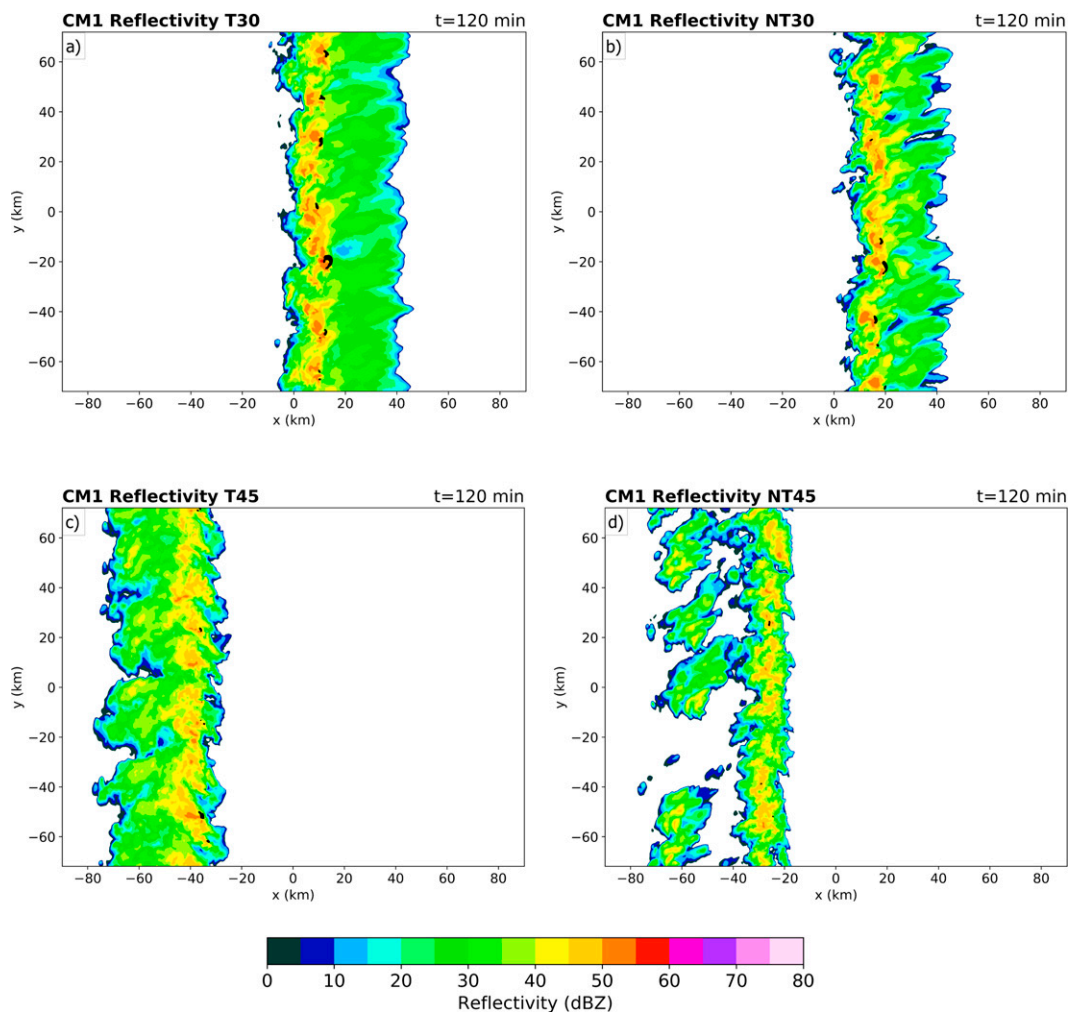 CM1 Reflectivity T30 t=120 min
a)
60
40
20
0
−20
−40
−60
y (km)
−80 −60 −40 −20 0 20 40 60 80
x (km)
CM1 Reflectivity NT30 t=120 min
b)
60
40
20
0
−20
−40
−60
y (km)
−80 −60 −40 −20 0 20 40 60 80
x (km)
CM1 Reflectivity T45 t=120 min
c)
60
40
20
0
−20
−40
−60
y (km)
−80 −60 −40 −20 0 20 40 60 80
x (km)
CM1 Reflectivity NT45 t=120 min
d)
60
40
20
0
−20
−40
−60
y (km)
−80 −60 −40 −20 0 20 40 60 80
x (km)
0 10 20 30 40 50 60 70 80
Reflectivity (dBZ)